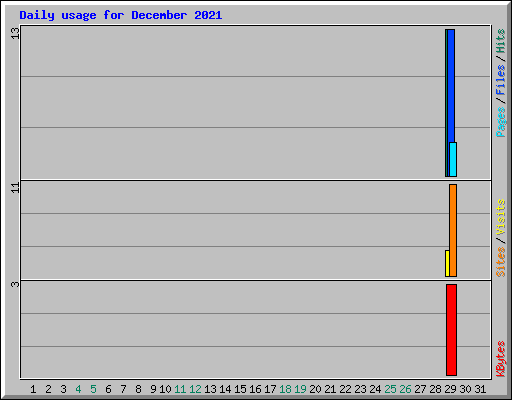 Daily usage for December 2021
13
11
3
Pages / Files / Hits
Sites / Visits
KBytes
1 2 3 4 5 6 7 8 9 10 11 12 13 14 15 16 17 18 19 20 21 22 23 24 25 26 27 28 29 30 31